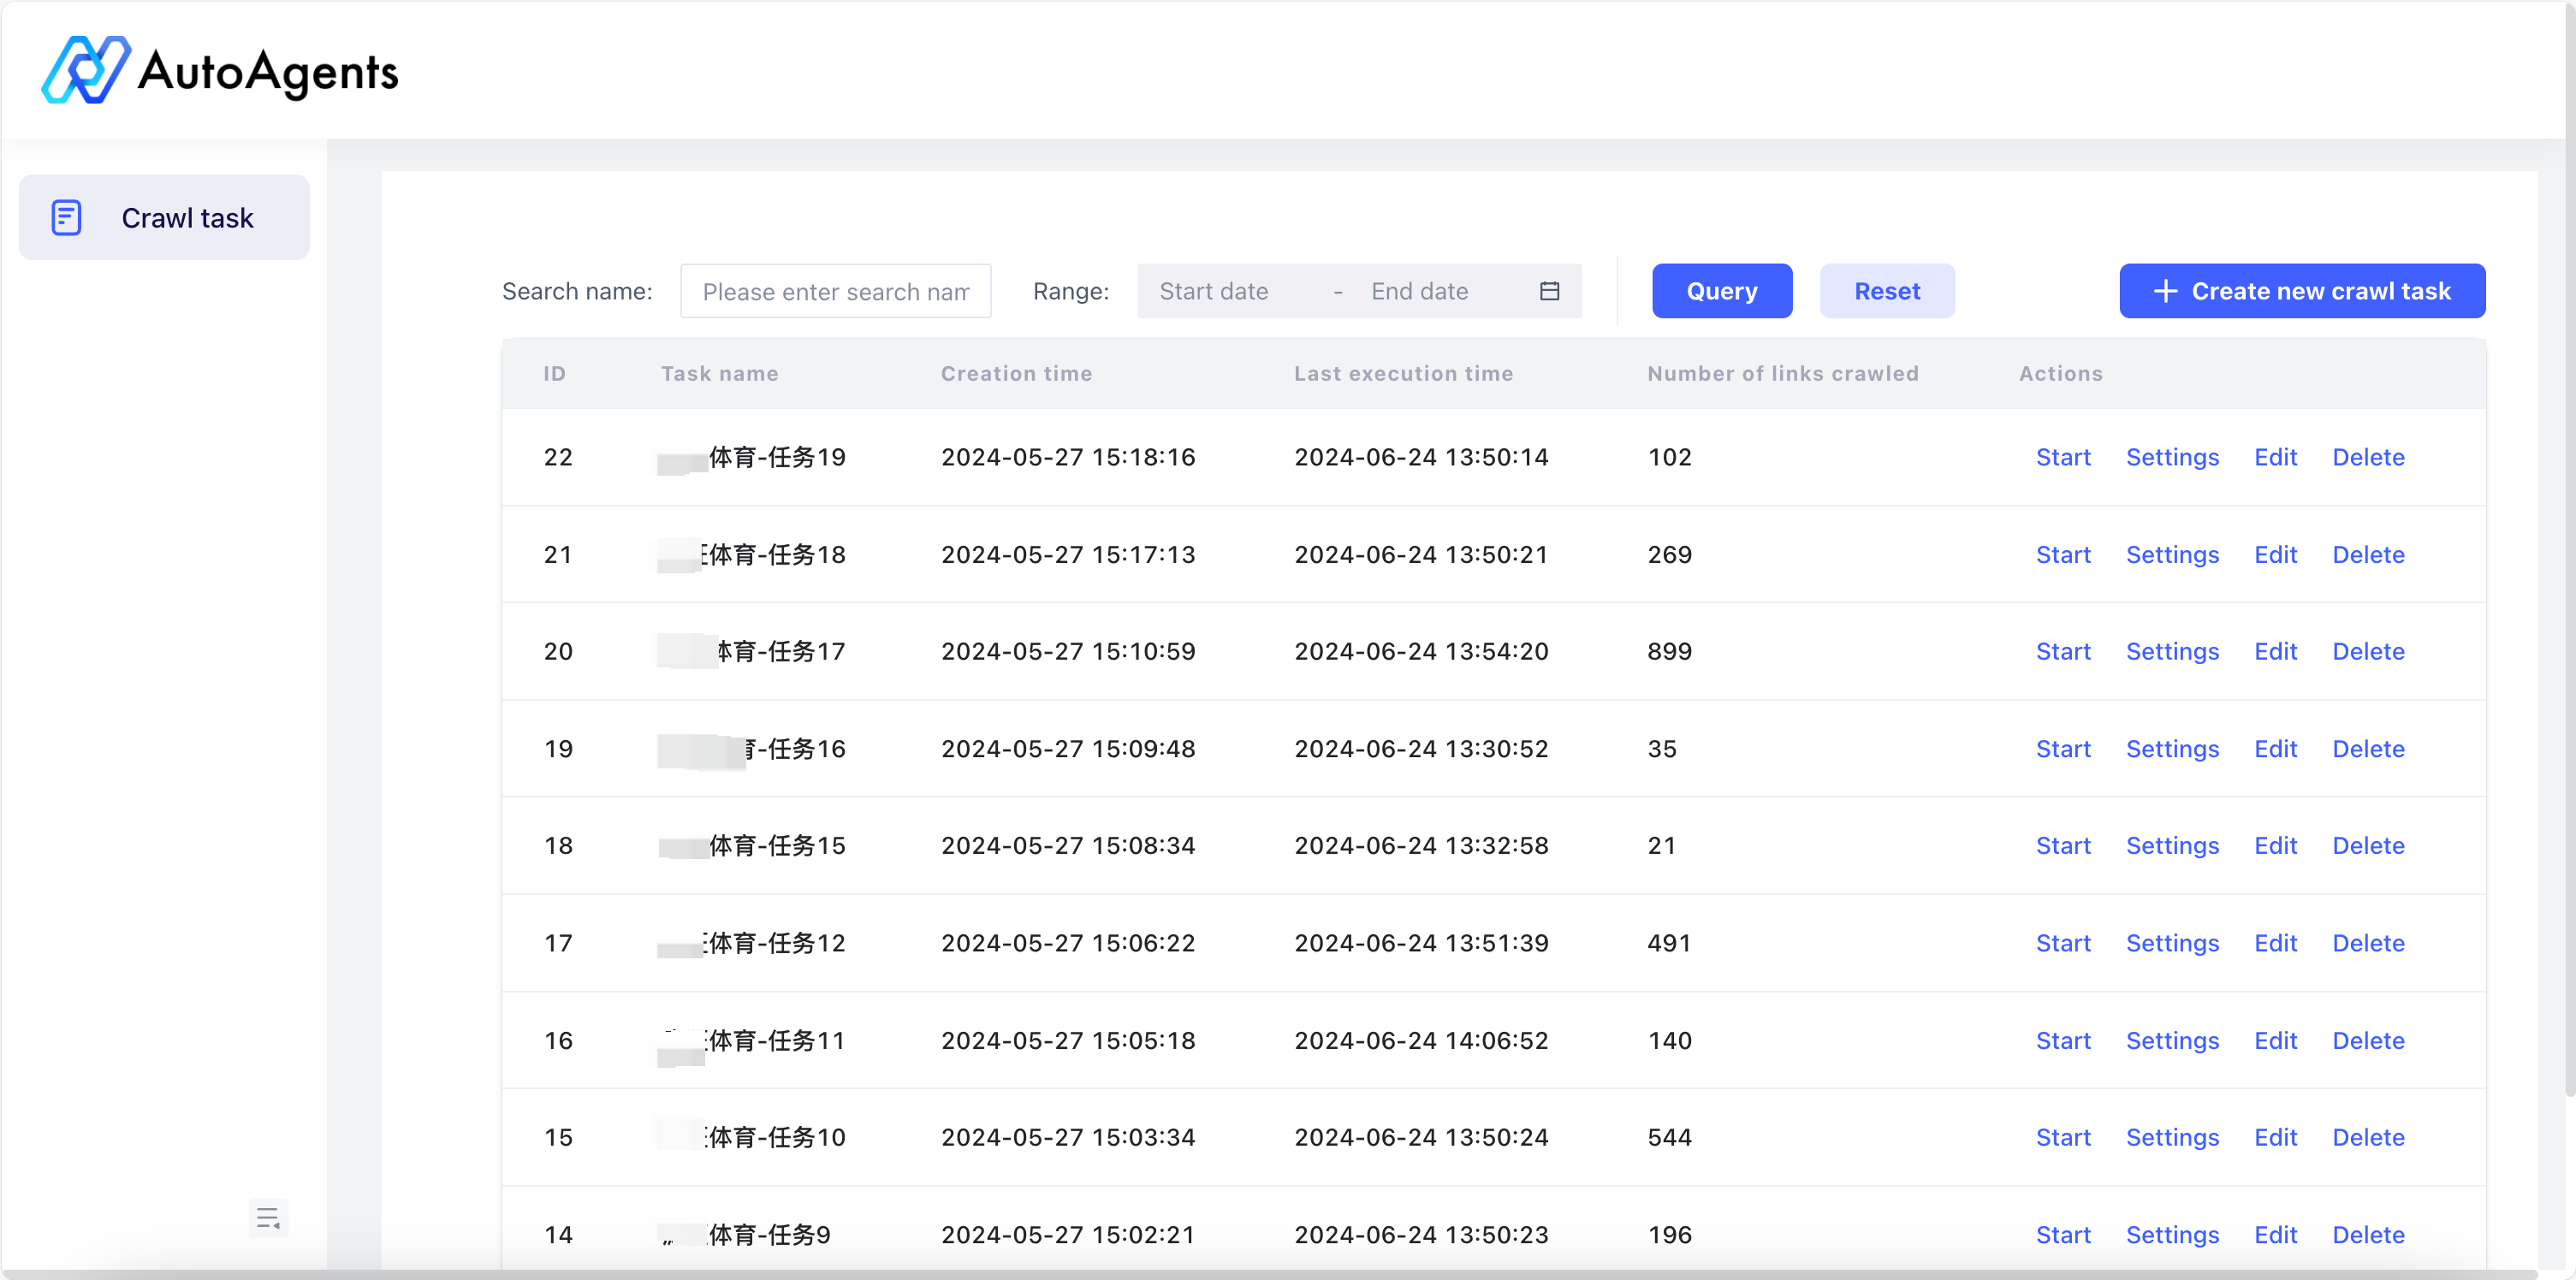 AutoAgents
Crawl task
Search name: Please enter search nam Range: Start date - End date Query Reset + Create new crawl task
ID Task name Creation time Last execution time Number of links crawled Actions
22 体育-任务19 2024-05-27 15:18:16 2024-06-24 13:50:14 102 Start Settings Edit Delete
21 体育-任务18 2024-05-27 15:17:13 2024-06-24 13:50:21 269 Start Settings Edit Delete
20 体育-任务17 2024-05-27 15:10:59 2024-06-24 13:54:20 899 Start Settings Edit Delete
19 育-任务16 2024-05-27 15:09:48 2024-06-24 13:30:52 35 Start Settings Edit Delete
18 体育-任务15 2024-05-27 15:08:34 2024-06-24 13:32:58 21 Start Settings Edit Delete
17 体育-任务12 2024-05-27 15:06:22 2024-06-24 13:51:39 491 Start Settings Edit Delete
16 体育-任务11 2024-05-27 15:05:18 2024-06-24 14:06:52 140 Start Settings Edit Delete
15 体育-任务10 2024-05-27 15:03:34 2024-06-24 13:50:24 544 Start Settings Edit Delete
14 体育-任务9 2024-05-27 15:02:21 2024-06-24 13:50:23 196 Start Settings Edit Delete